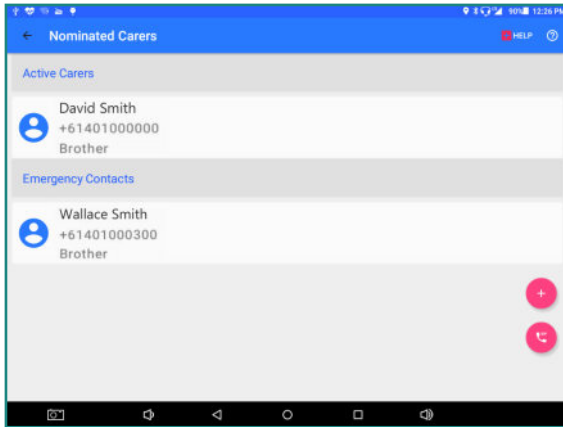 90% 12:26 PM
Nominated Carers
HELP
Active Carers
David Smith
+61401000000
Brother
Emergency Contacts
Wallace Smith
+61401000300
Brother